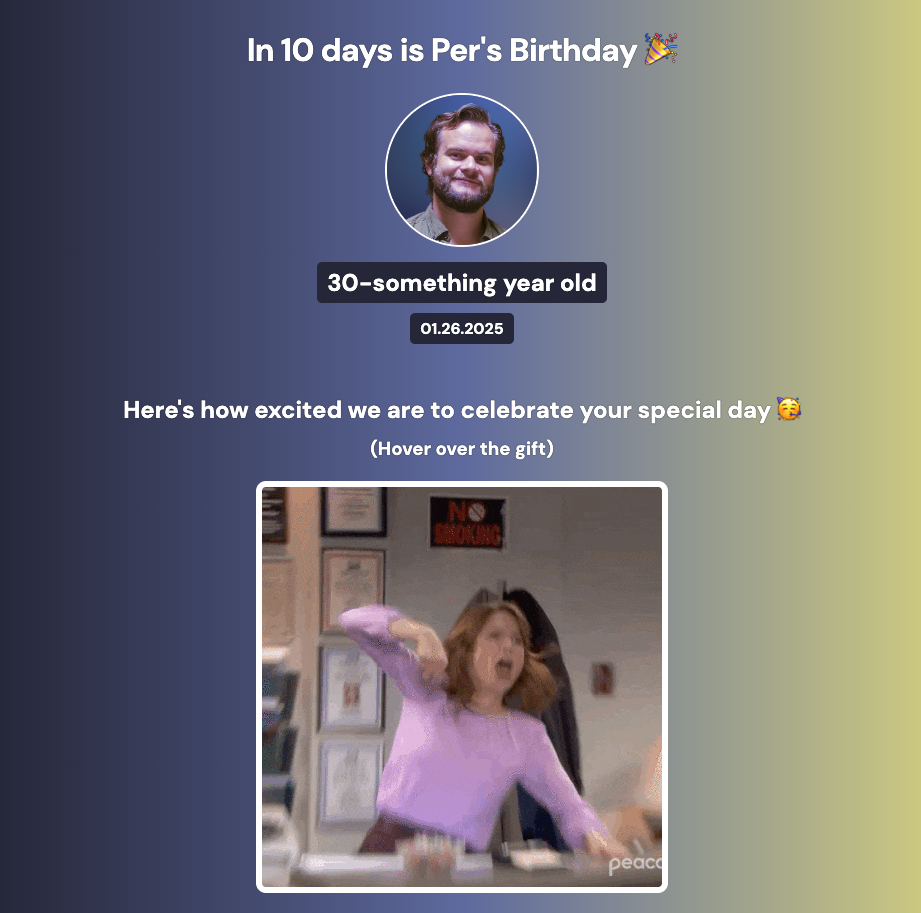 In 10 days is Per's Birthday 🎉
30-something year old
01.26.2025
Here's how excited we are to celebrate your special day 🥳
(Hover over the gift)
NO
SMOKING
peaco